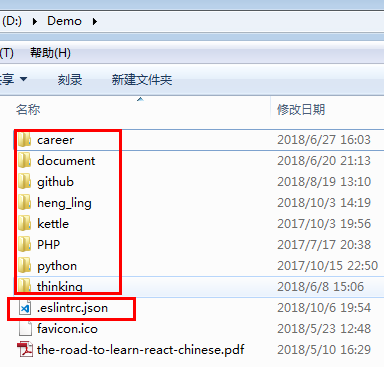 (D:) Demo
(T) 帮助(H)
共享 刻录 新建文件夹
名称 修改日期
career 2018/6/27 16:03
document 2018/6/20 21:13
github 2018/8/19 13:10
heng_ling 2018/10/3 14:19
kettle 2017/10/3 19:56
PHP 2017/7/17 20:38
python 2017/10/15 22:50
thinking 2018/6/8 15:06
.eslintrc.json 2018/10/6 19:54
favicon.ico 2018/5/23 12:48
the-road-to-learn-react-chinese.pdf 2018/5/10 16:29